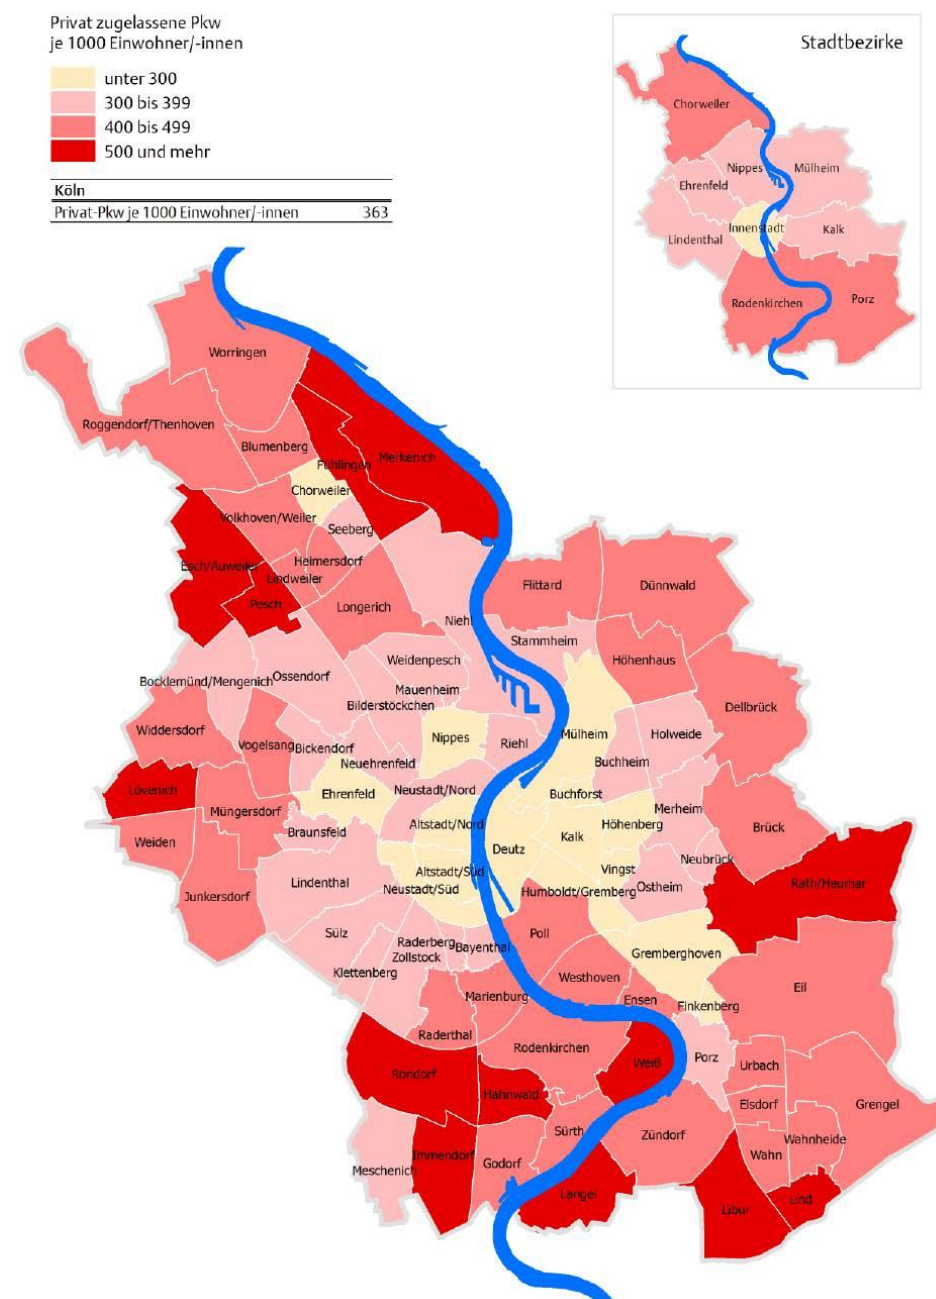 Privat zugelassene Pkw
je 1000 Einwohner/-innen
unter 300
300 bis 399
400 bis 499
500 und mehr
Köln
Privat-Pkw je 1000 Einwohner/-innen 363
Stadtbezirke
Chorweiler
Nippes
Mülheim
Ehrenfeld
Innenstadt
Kalk
Lindenthal
Rodenkirchen
Porz
Worringen
Roggendorf/Thenhoven
Blumenberg
Fühlingen
Merkenich
Chorweiler
Volkhoven/Weiler
Seeberg
Esch/Auweiler
Heimersdorf
Lindweiler
Pesch
Longerich
Flittard
Dünnwald
Niehl
Stammheim
Höhenhaus
Weidenpesch
Bocklemünd/Mengenich
Ossendorf
Mauenheim
Bilderstöckchen
Dellbrück
Widdersdorf
Vogelsang
Bickendorf
Nippes
Riehl
Mülheim
Holweide
Neuehrenfeld
Buchheim
Lövenich
Ehrenfeld
Neustadt/Nord
Buchforst
Müngersdorf
Merheim
Altstadt/Nord
Höhenberg
Brück
Braunsfeld
Kalk
Weiden
Deutz
Neubrück
Vingst
Altstadt/Süd
Lindenthal
Neustadt/Süd
Humboldt/Gremberg
Ostheim
Rath/Heumar
Junkersdorf
Sülz
Poll
Raderberg
Bayenthal
Zollstock
Gremberghoven
Klettenberg
Westhoven
Eil
Marienburg
Ensen
Finkenberg
Raderthal
Rodenkirchen
Porz
Weiß
Urbach
Rondorf
Hahnwald
Elsdorf
Grengel
Sürth
Zündorf
Wahnheide
Immendorf
Godorf
Wahn
Meschenich
Langel
Lind
Libur